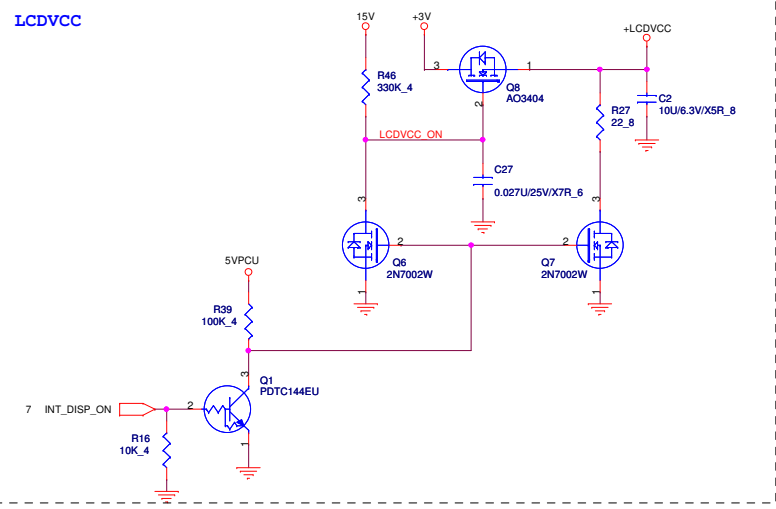 LCDVCC
15V
+3V
+LCDVCC
R46
330K_4
3
1
Q8
AO3404
2
R27
22_8
C2
10U/6.3V/X5R_8
LCDVCC_ON
C27
0.027U/25V/X7R_6
3
3
2
2
Q6
2N7002W
Q7
2N7002W
1
1
5VPCU
R39
100K_4
3
Q1
PDTC144EU
7
INT_DISP_ON
2
1
R16
10K_4